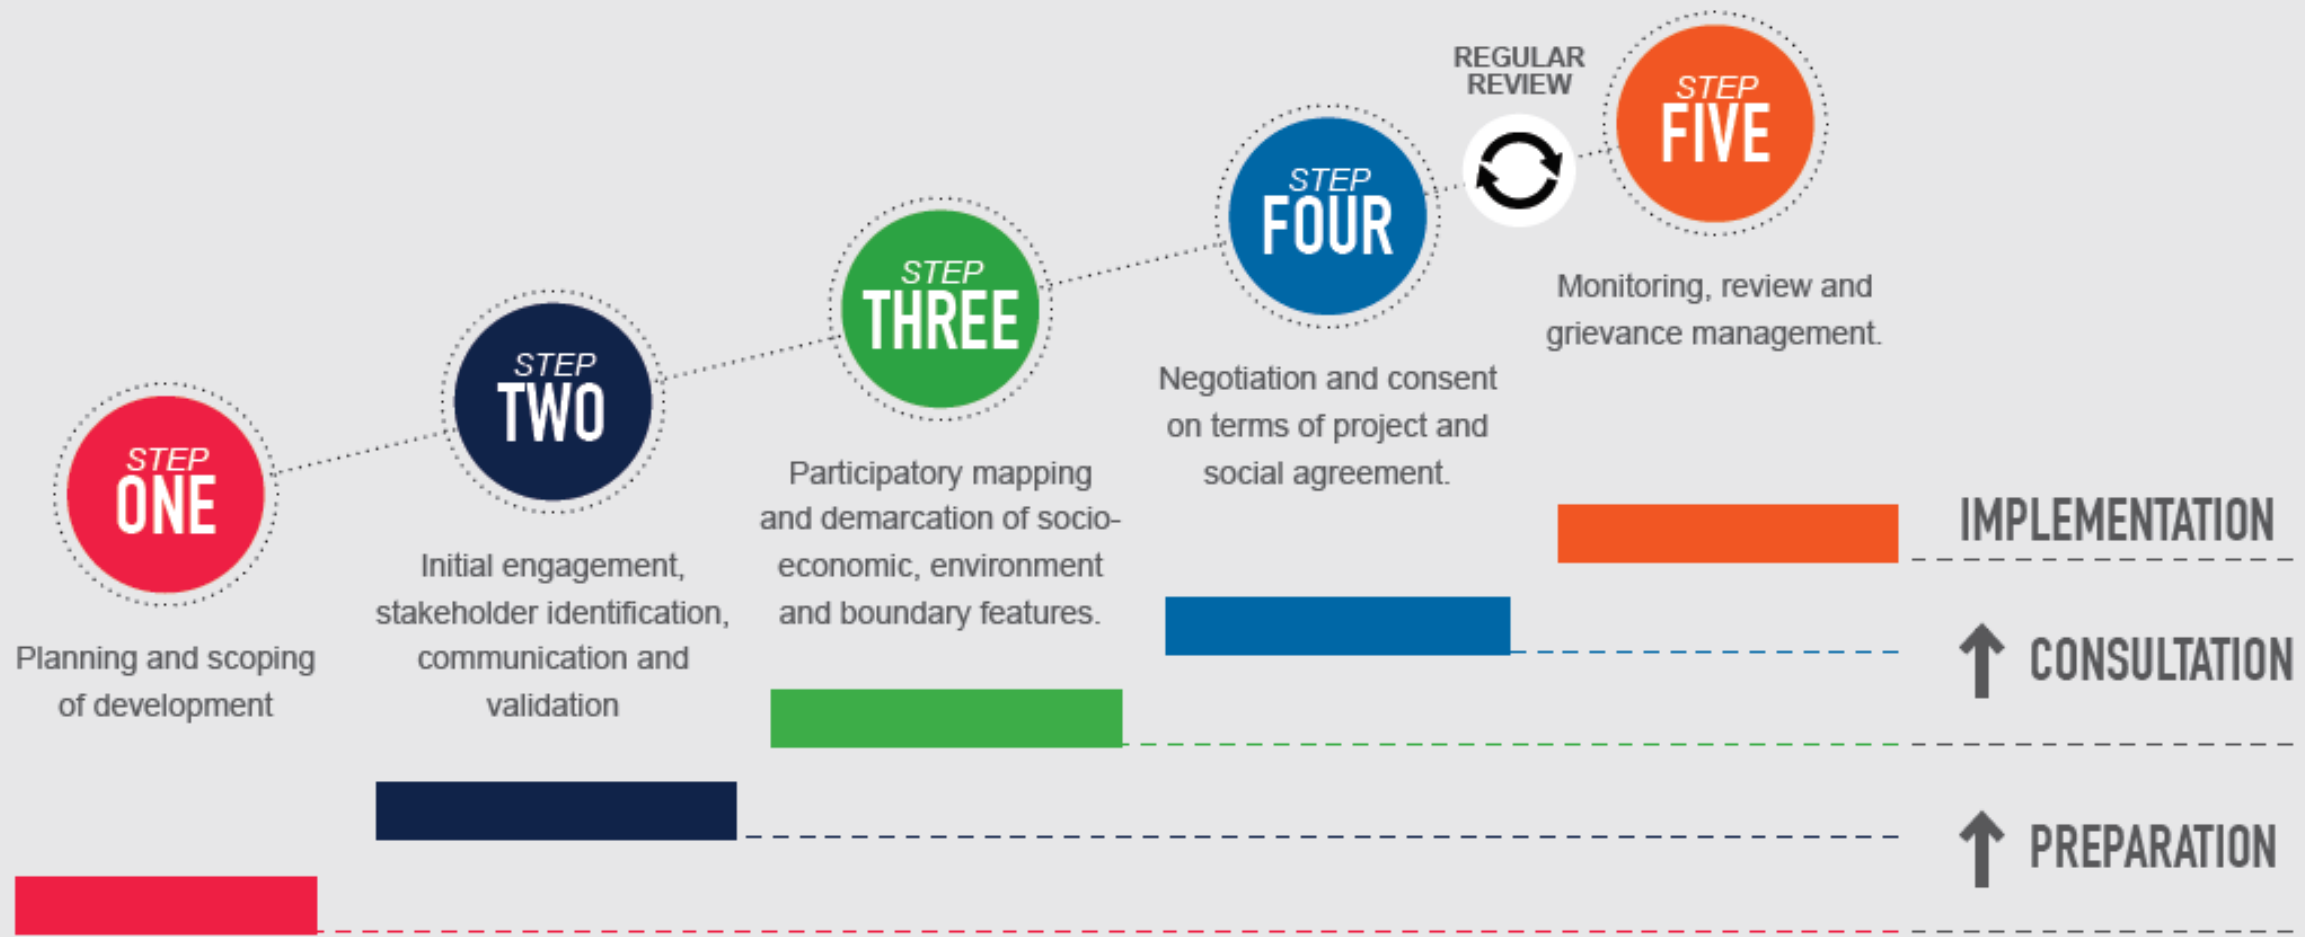 STEP
ONE
Planning and scoping
of development
STEP
TWO
Initial engagement,
stakeholder identification,
communication and
validation
STEP
THREE
Participatory mapping
and demarcation of socio-
economic, environment
and boundary features.
STEP
FOUR
Negotiation and consent
on terms of project and
social agreement.
REGULAR
REVIEW
STEP
FIVE
Monitoring, review and
grievance management.
IMPLEMENTATION
CONSULTATION
PREPARATION